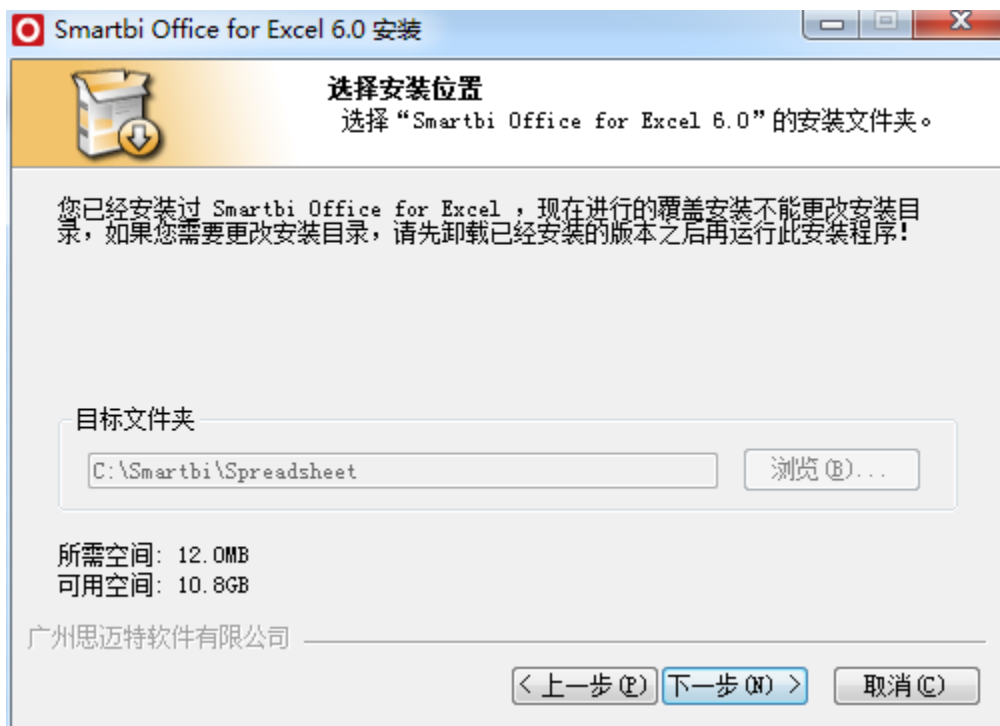 Smartbi Office for Excel 6.0 安装
选择安装位置
选择“Smartbi Office for Excel 6.0”的安装文件夹。
您已经安装过 Smartbi Office for Excel ，现在进行的覆盖安装不能更改安装目
录，如果您需要更改安装目录，请先卸载已经安装的版本之后再运行此安装程序！
目标文件夹
C:\Smartbi\Spreadsheet
浏览(B)...
所需空间: 12.0MB
可用空间: 10.8GB
广州思迈特软件有限公司
< 上一步(P) 下一步(N) > 取消(C)